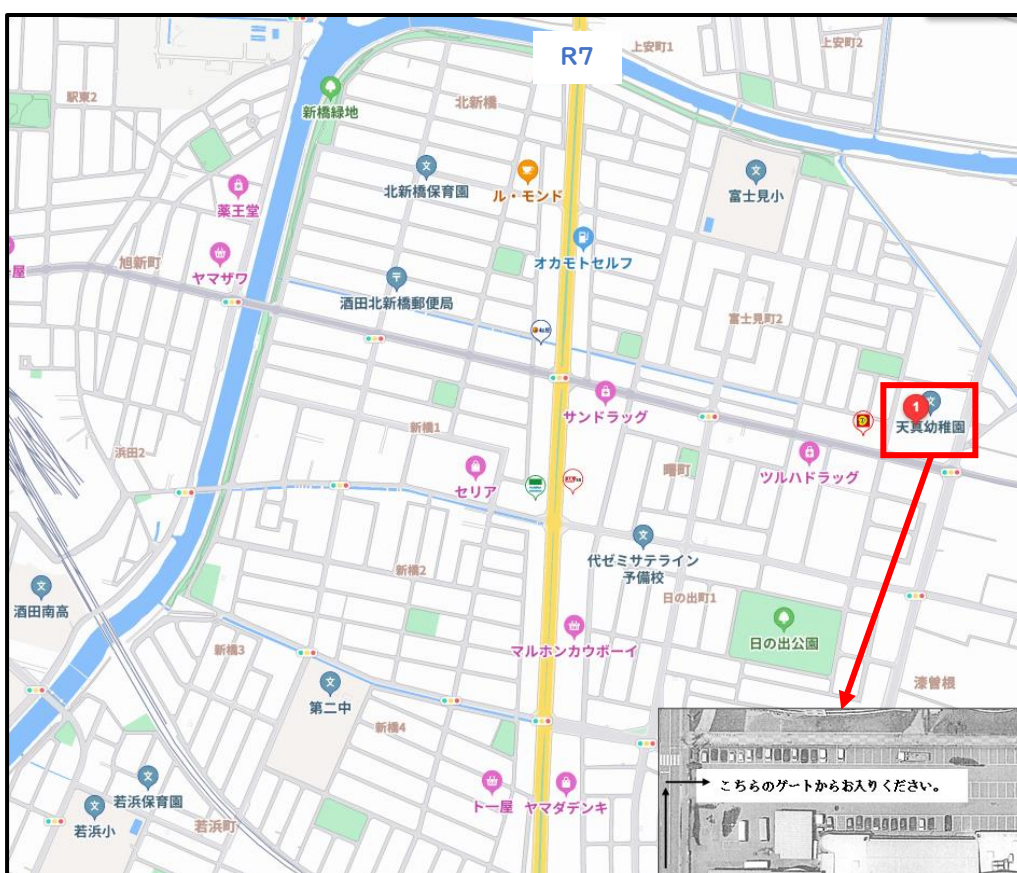 R7
上安町1
上安町2
駅東2
新橋緑地
北新橋
北新橋保育園
ル・モンド
富士見小
薬王堂
オカモトセルフ
旭新町
ヤマザワ
屋
酒田北新橋郵便局
富士見町2
サンドラッグ
1
天真幼稚園
新橋1
浜田2
セリア
曙町
ツルハドラッグ
代ゼミサテライン
予備校
新橋2
日の出町1
酒田南高
日の出公園
マルホンカウボーイ
新橋3
漆曽根
第二中
新橋4
こちらのゲートからお入りください。
若浜保育園
若浜小
若浜町
ト一屋
ヤマダデンキ